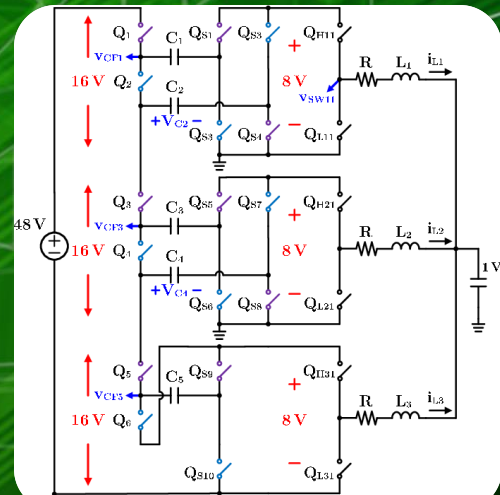 Q1 C1 QS1 QS3 QH11
vCF1 + R L1 iL1
16 V Q2 8 V
C2 vSW11
+VC2−
QS3 QS4 − QL11
Q3 C3 QS5 QS7 QH21
vCF3 + R L2 iL2
48 V 16 V Q4 8 V
C4 1 V
+VC4−
QS6 QS8 − QL21
Q5 C5 QS9 QH31
vCF5 + R L3 iL3
16 V Q6 8 V
QS10 − QL31